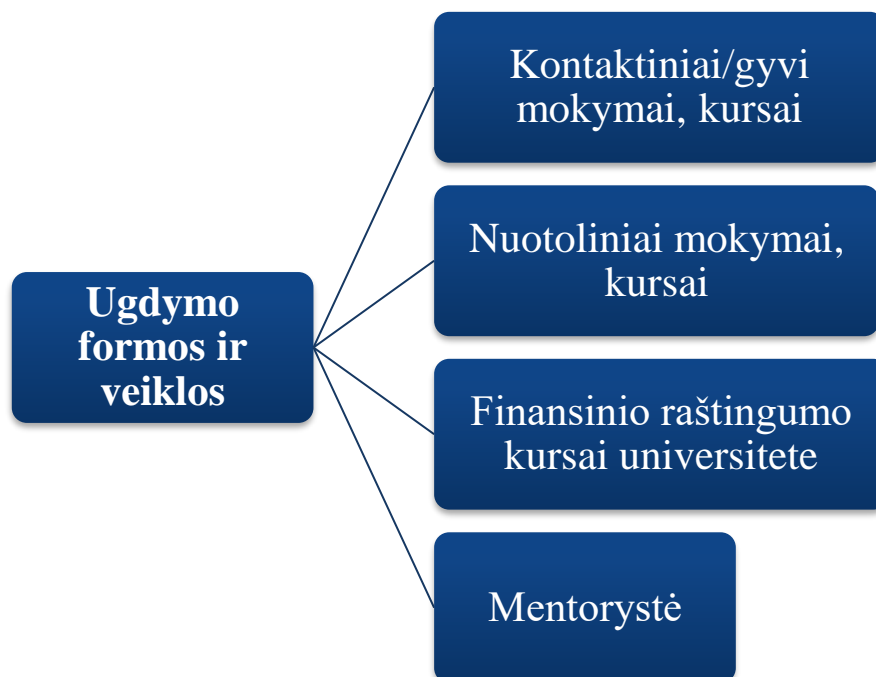 Ugdymo
formos ir
veiklos
Kontaktiniai/gyvi
mokymai, kursai
Nuotoliniai mokymai,
kursai
Finansinio raštingumo
kursai universitete
Mentorystė